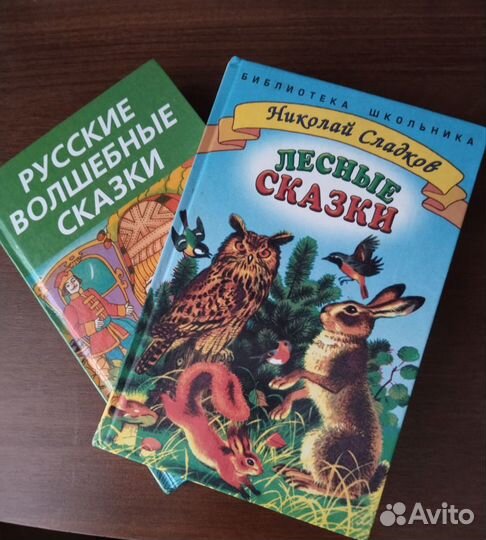 РУССКИЕ
ВОЛШЕБНЫЕ
СКАЗКИ
БИБЛИОТЕКА ШКОЛЬНИКА
Николай Сладков
ЛЕСНЫЕ
СКАЗКИ
Avito